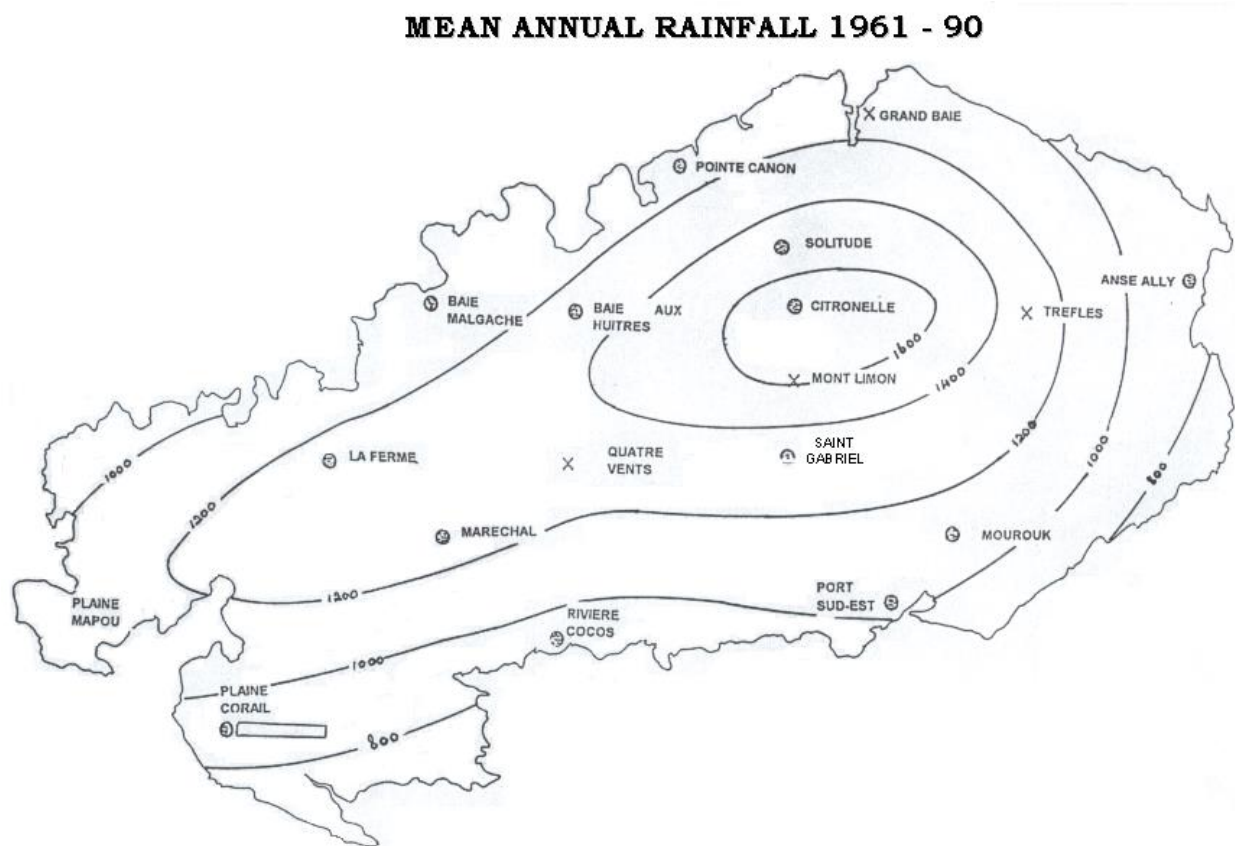 MEAN ANNUAL RAINFALL 1961 - 90
GRAND BAIE
POINTE CANON
SOLITUDE
ANSE ALLY
BAIE
MALGACHE
BAIE AUX
HUITRES
CITRONELLE
TREFLES
1600
MONT LIMON
1400
1200
SAINT
GABRIEL
LA FERME
QUATRE
VENTS
1000
1000
800
1200
MARECHAL
MOUROUK
PLAINE
MAPOU
1200
PORT
SUD-EST
RIVIERE
COCOS
1000
PLAINE
CORAIL
800